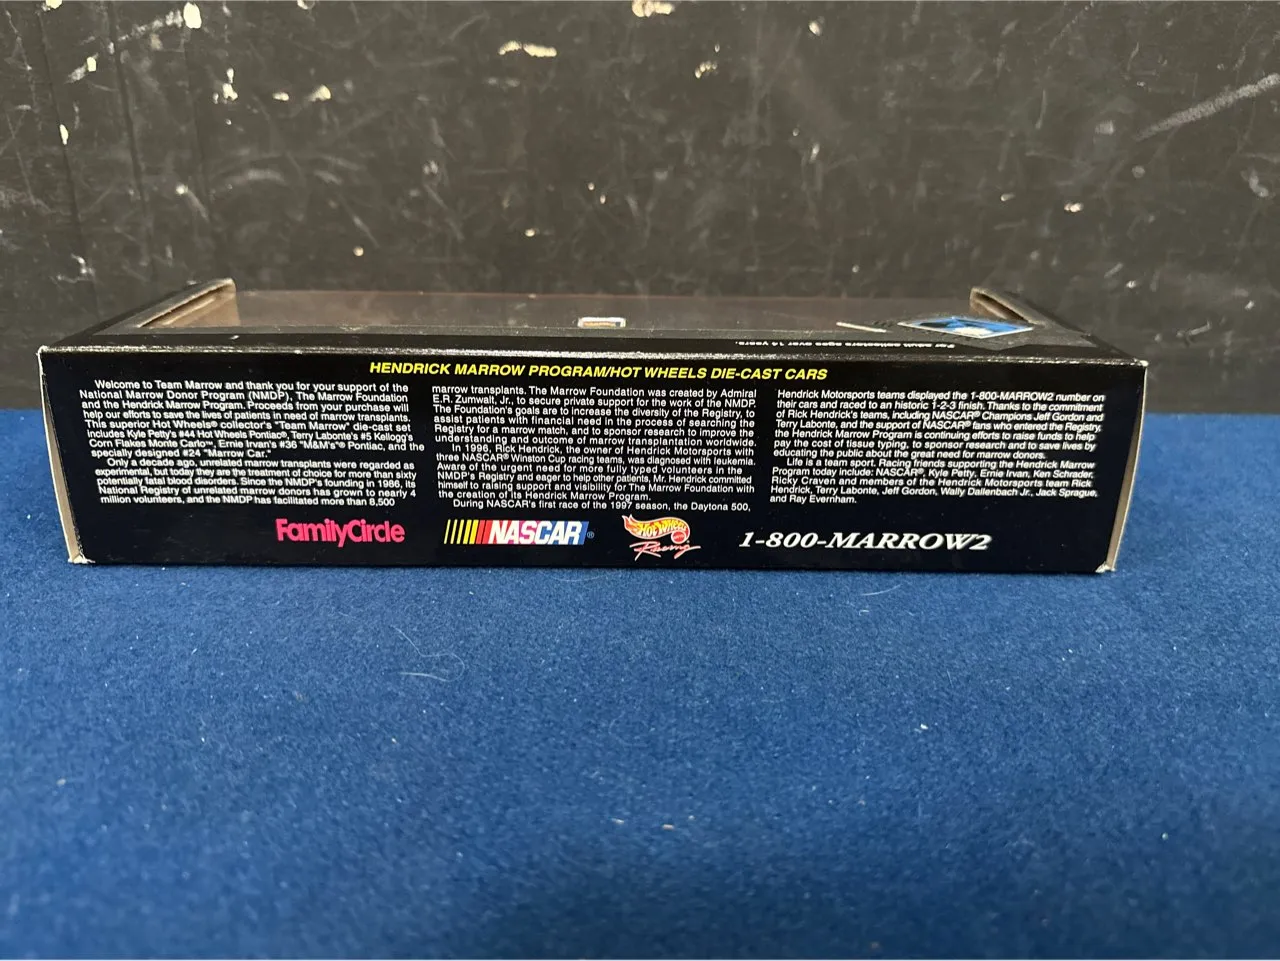 For adult collectors ages over 14 years.
HENDRICK MARROW PROGRAM/HOT WHEELS DIE-CAST CARS
Welcome to Team Marrow and thank you for your support of the
National Marrow Donor Program (NMDP), The Marrow Foundation
and the Hendrick Marrow Program. Proceeds from your purchase will
help our efforts to save the lives of patients in need of marrow transplants.
This superior Hot Wheels® collector's "Team Marrow" die-cast set
includes Kyle Petty's #44 Hot Wheels Pontiac®, Terry Labonte's #5 Kellogg's
Corn Flakes Monte Carlo™, Ernie Irvan's #36 "M&M's"® Pontiac, and the
specially designed #24 "Marrow Car."
Only a decade ago, unrelated marrow transplants were regarded as
experimental, but today they are the treatment of choice for more than sixty
potentially fatal blood disorders. Since the NMDP's founding in 1986, its
National Registry of unrelated marrow donors has grown to nearly 4
million volunteers, and the NMDP has facilitated more than 8,500
marrow transplants. The Marrow Foundation was created by Admiral
E.R. Zumwalt, Jr., to secure private support for the work of the NMDP.
The Foundation's goals are to increase the diversity of the Registry, to
assist patients with financial need in the process of searching the
Registry for a marrow match, and to sponsor research to improve the
understanding and outcome of marrow transplantation worldwide.
In 1996, Rick Hendrick, the owner of Hendrick Motorsports with
three NASCAR® Winston Cup racing teams, was diagnosed with leukemia.
Aware of the urgent need for more fully typed volunteers in the
NMDP's Registry and eager to help other patients, Mr. Hendrick committed
himself to raising support and visibility for The Marrow Foundation with
the creation of its Hendrick Marrow Program.
During NASCAR's first race of the 1997 season, the Daytona 500,
Hendrick Motorsports teams displayed the 1-800-MARROW2 number on
their cars and raced to an historic 1-2-3 finish. Thanks to the commitment
of Rick Hendrick's teams, including NASCAR® Champions Jeff Gordon and
Terry Labonte, and the support of NASCAR® fans who entered the Registry,
the Hendrick Marrow Program is continuing efforts to raise funds to help
pay the cost of tissue typing, to sponsor research and to save lives by
educating the public about the great need for marrow donors.
Life is a team sport. Racing friends supporting the Hendrick Marrow
Program today include: NASCAR®, Kyle Petty, Ernie Irvan, Ken Schrader,
Ricky Craven and members of the Hendrick Motorsports team Rick
Hendrick, Terry Labonte, Jeff Gordon, Wally Dallenbach Jr., Jack Sprague,
and Ray Evernham.
FamilyCircle
NASCAR®
Hot Wheels
Racing
1-800-MARROW2